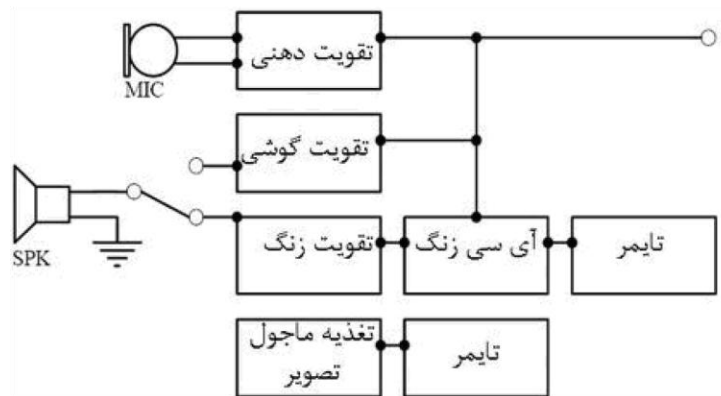 تقویت دهنی
MIC
تقویت گوشی
SPK
تقویت زنگ
آی سی زنگ
تایمر
تغذیه ماجول
تصویر
تایمر